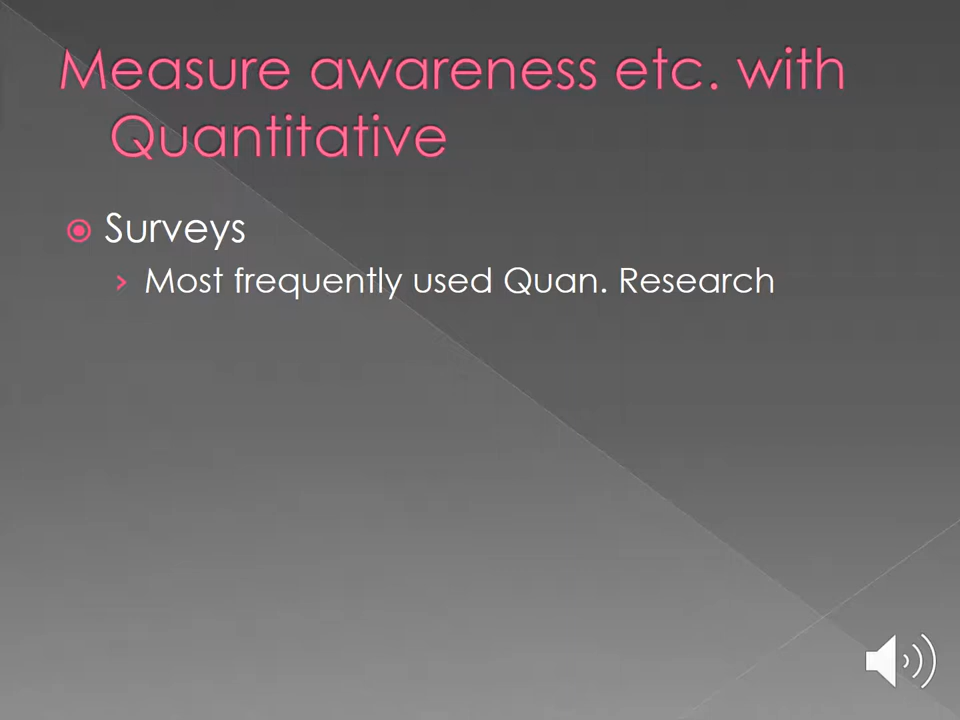 Measure awareness etc. with
Quantitative
Surveys
Most frequently used Quan. Research